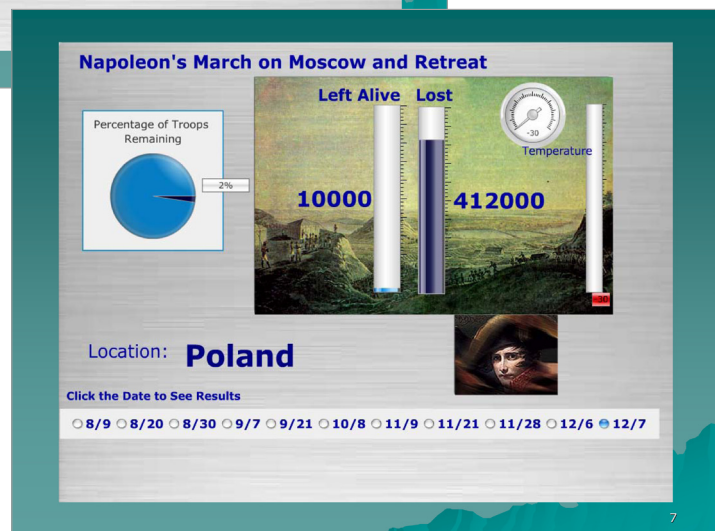 Napoleon's March on Moscow and Retreat
Left Alive Lost
Percentage of Troops
Remaining
2%
-30
Temperature
10000
412000
-30
Location: Poland
Click the Date to See Results
8/9 8/20 8/30 9/7 9/21 10/8 11/9 11/21 11/28 12/6 12/7
7